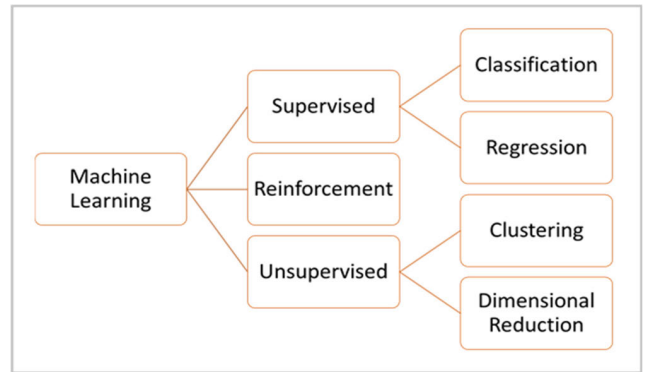 Machine
Learning
Supervised
Reinforcement
Unsupervised
Classification
Regression
Clustering
Dimensional
Reduction